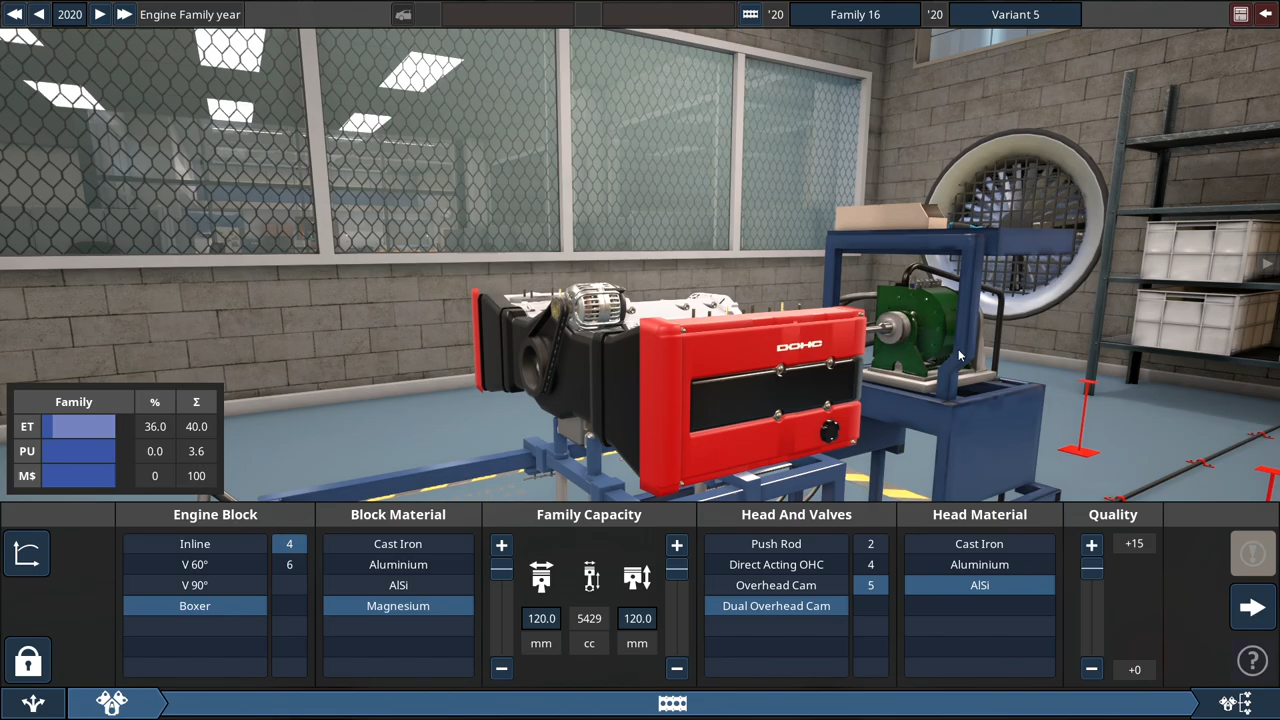 2020 Engine Family year '20 Family 16 '20 Variant 5
DOHC
Family % Σ
ET 36.0 40.0
PU 0.0 3.6
M$ 0 100
Engine Block
Inline 4
V 60° 6
V 90°
Boxer
Block Material
Cast Iron
Aluminium
AlSi
Magnesium
Family Capacity
120.0 5429 120.0
mm cc mm
Head And Valves
Push Rod 2
Direct Acting OHC 4
Overhead Cam 5
Dual Overhead Cam
Head Material
Cast Iron
Aluminium
AlSi
Quality
+15
+0